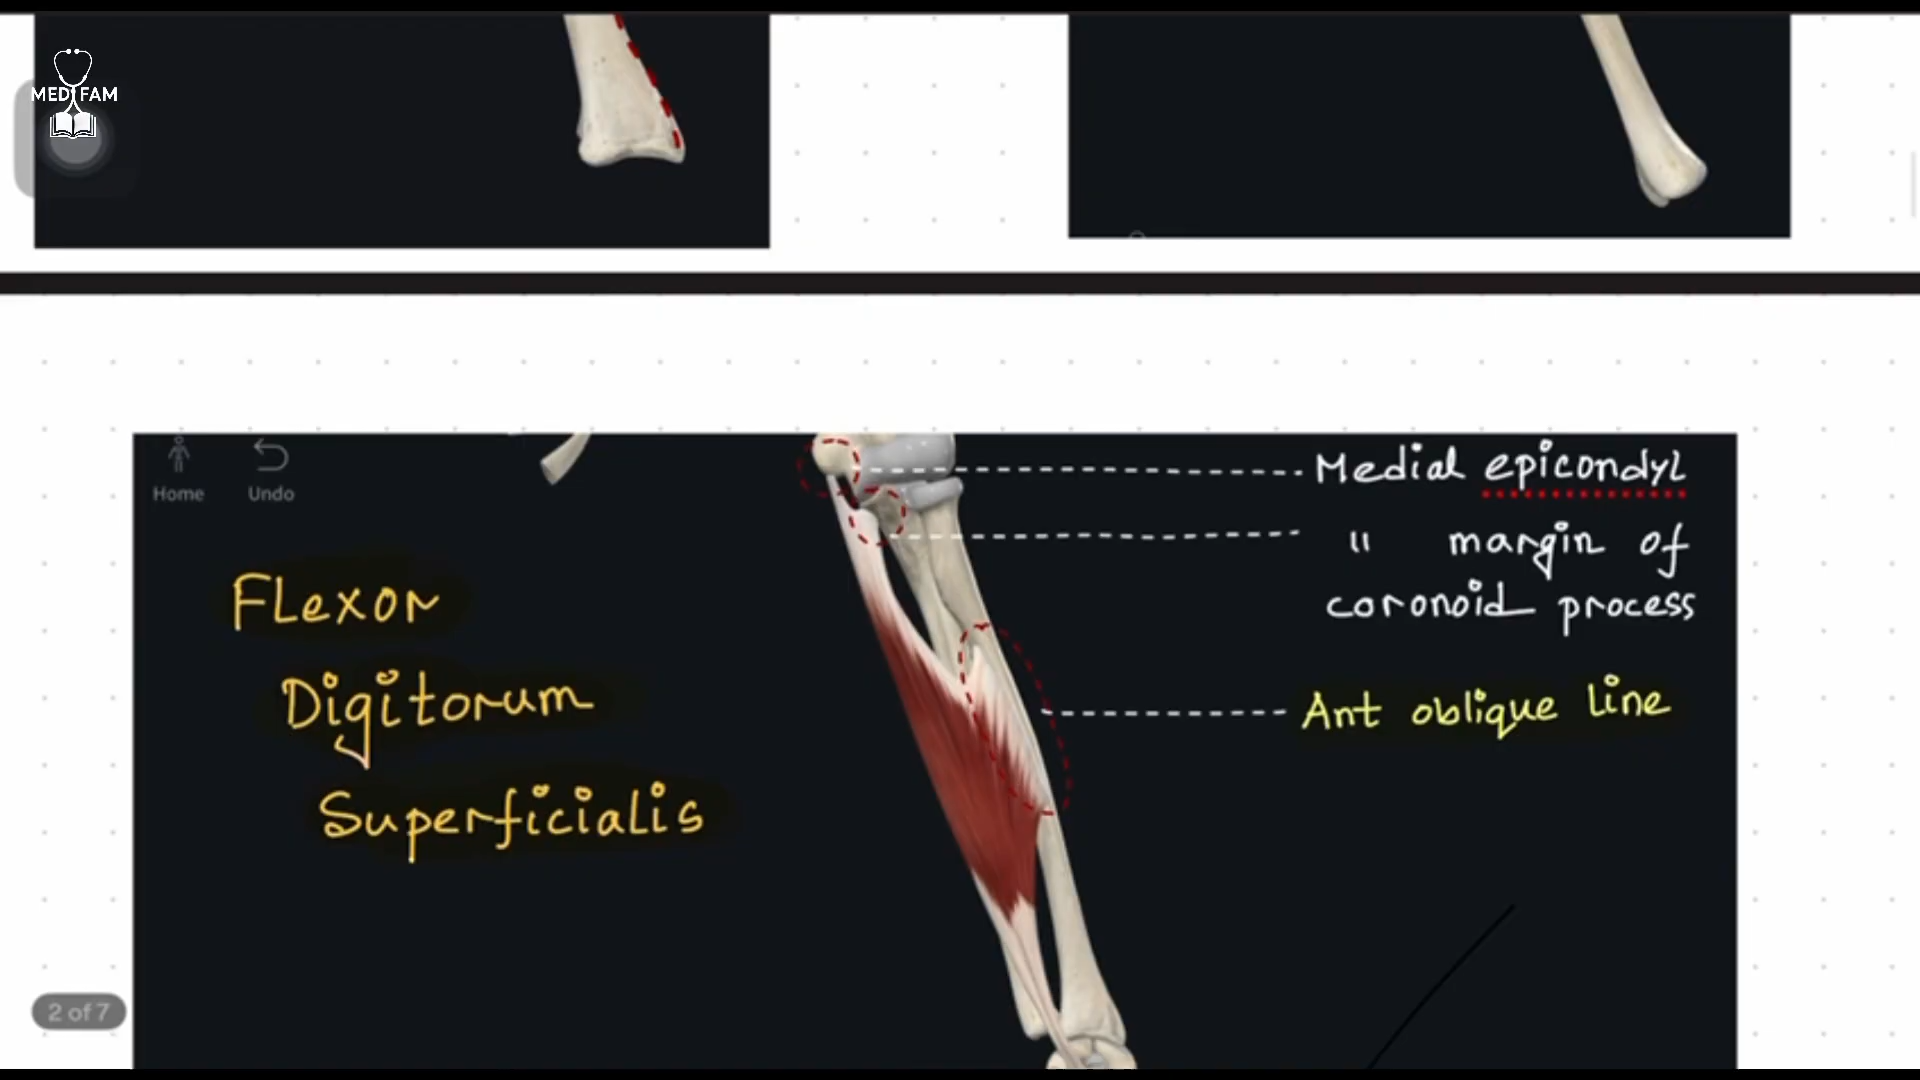 MEDIFAM
Home
Undo
Medial epicondyl
" margin of
coronoid process
Flexor
Digitorum
Superficialis
Ant oblique line
2 of 7